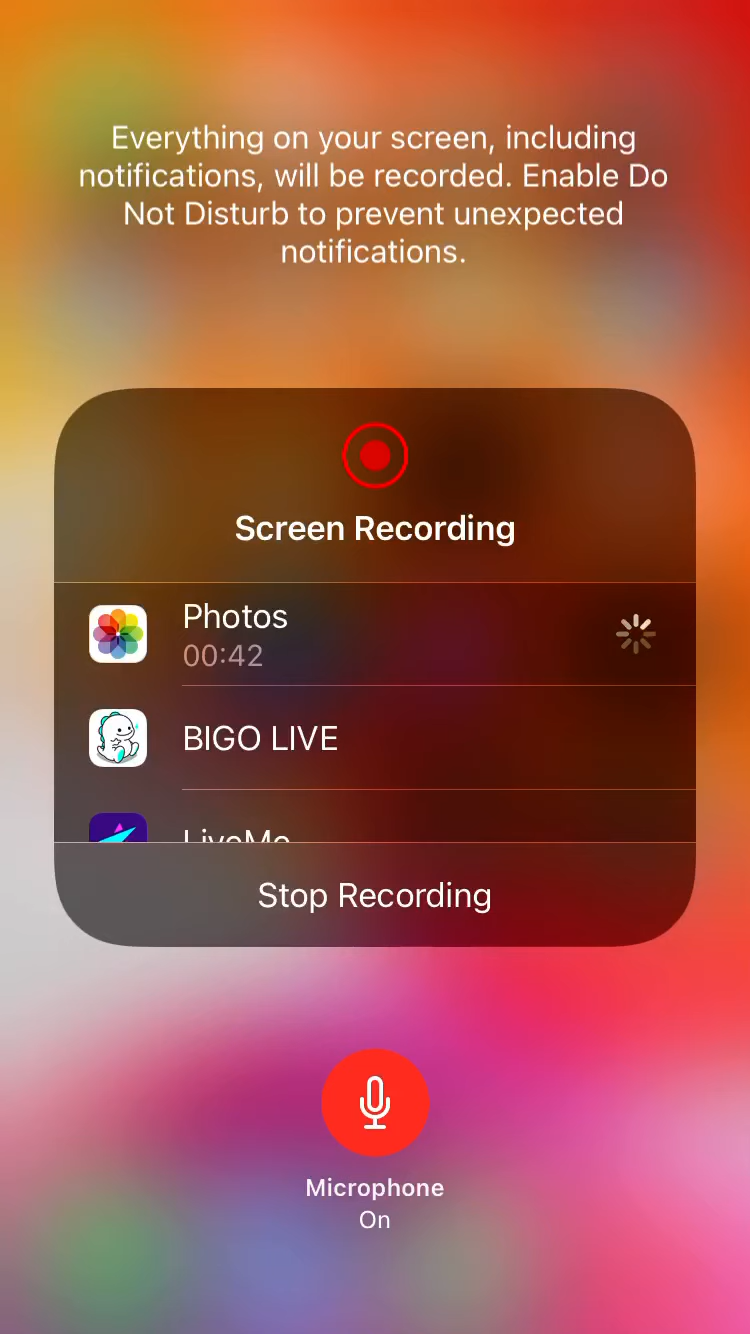 Everything on your screen, including
notifications, will be recorded. Enable Do
Not Disturb to prevent unexpected
notifications.
Screen Recording
Photos
00:42
BIGO LIVE
LiveMe
Stop Recording
Microphone
On